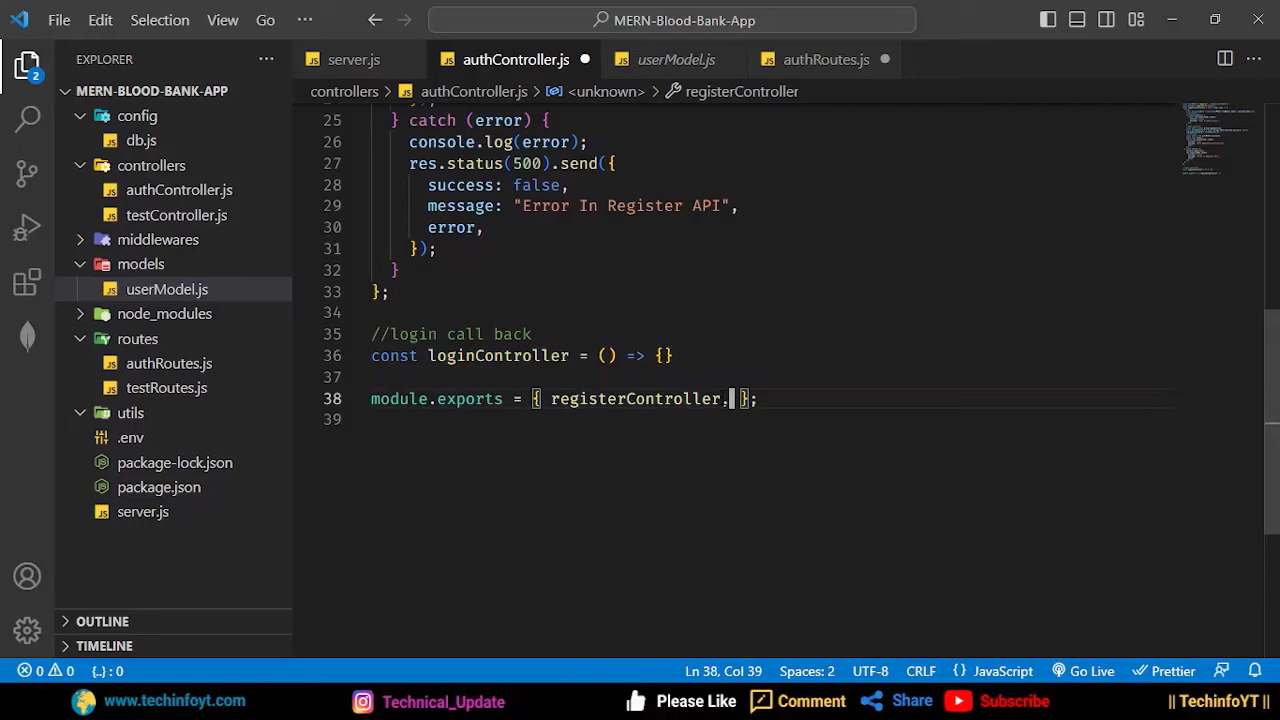 File Edit Selection View Go ··· MERN-Blood-Bank-App
EXPLORER ···
2
server.js authController.js userModel.js authRoutes.js
MERN-BLOOD-BANK-APP
controllers > authController.js > <unknown> > registerController
config
db.js
controllers
authController.js
testController.js
middlewares
models
userModel.js
node_modules
routes
authRoutes.js
testRoutes.js
utils
.env
package-lock.json
package.json
server.js
OUTLINE
TIMELINE
25 } catch (error) {
26 console.log(error);
27 res.status(500).send({
28 success: false,
29 message: "Error In Register API",
30 error,
31 });
32 }
33 };
34
35 //login call back
36 const loginController = () => {}
37
38 module.exports = { registerController, };
39
0 0 {..} : 0 Ln 38, Col 39 Spaces: 2 UTF-8 CRLF {} JavaScript Go Live Prettier
www.techinfoyt.com Technical_Update Please Like Comment Share Subscribe || TechinfoYT ||